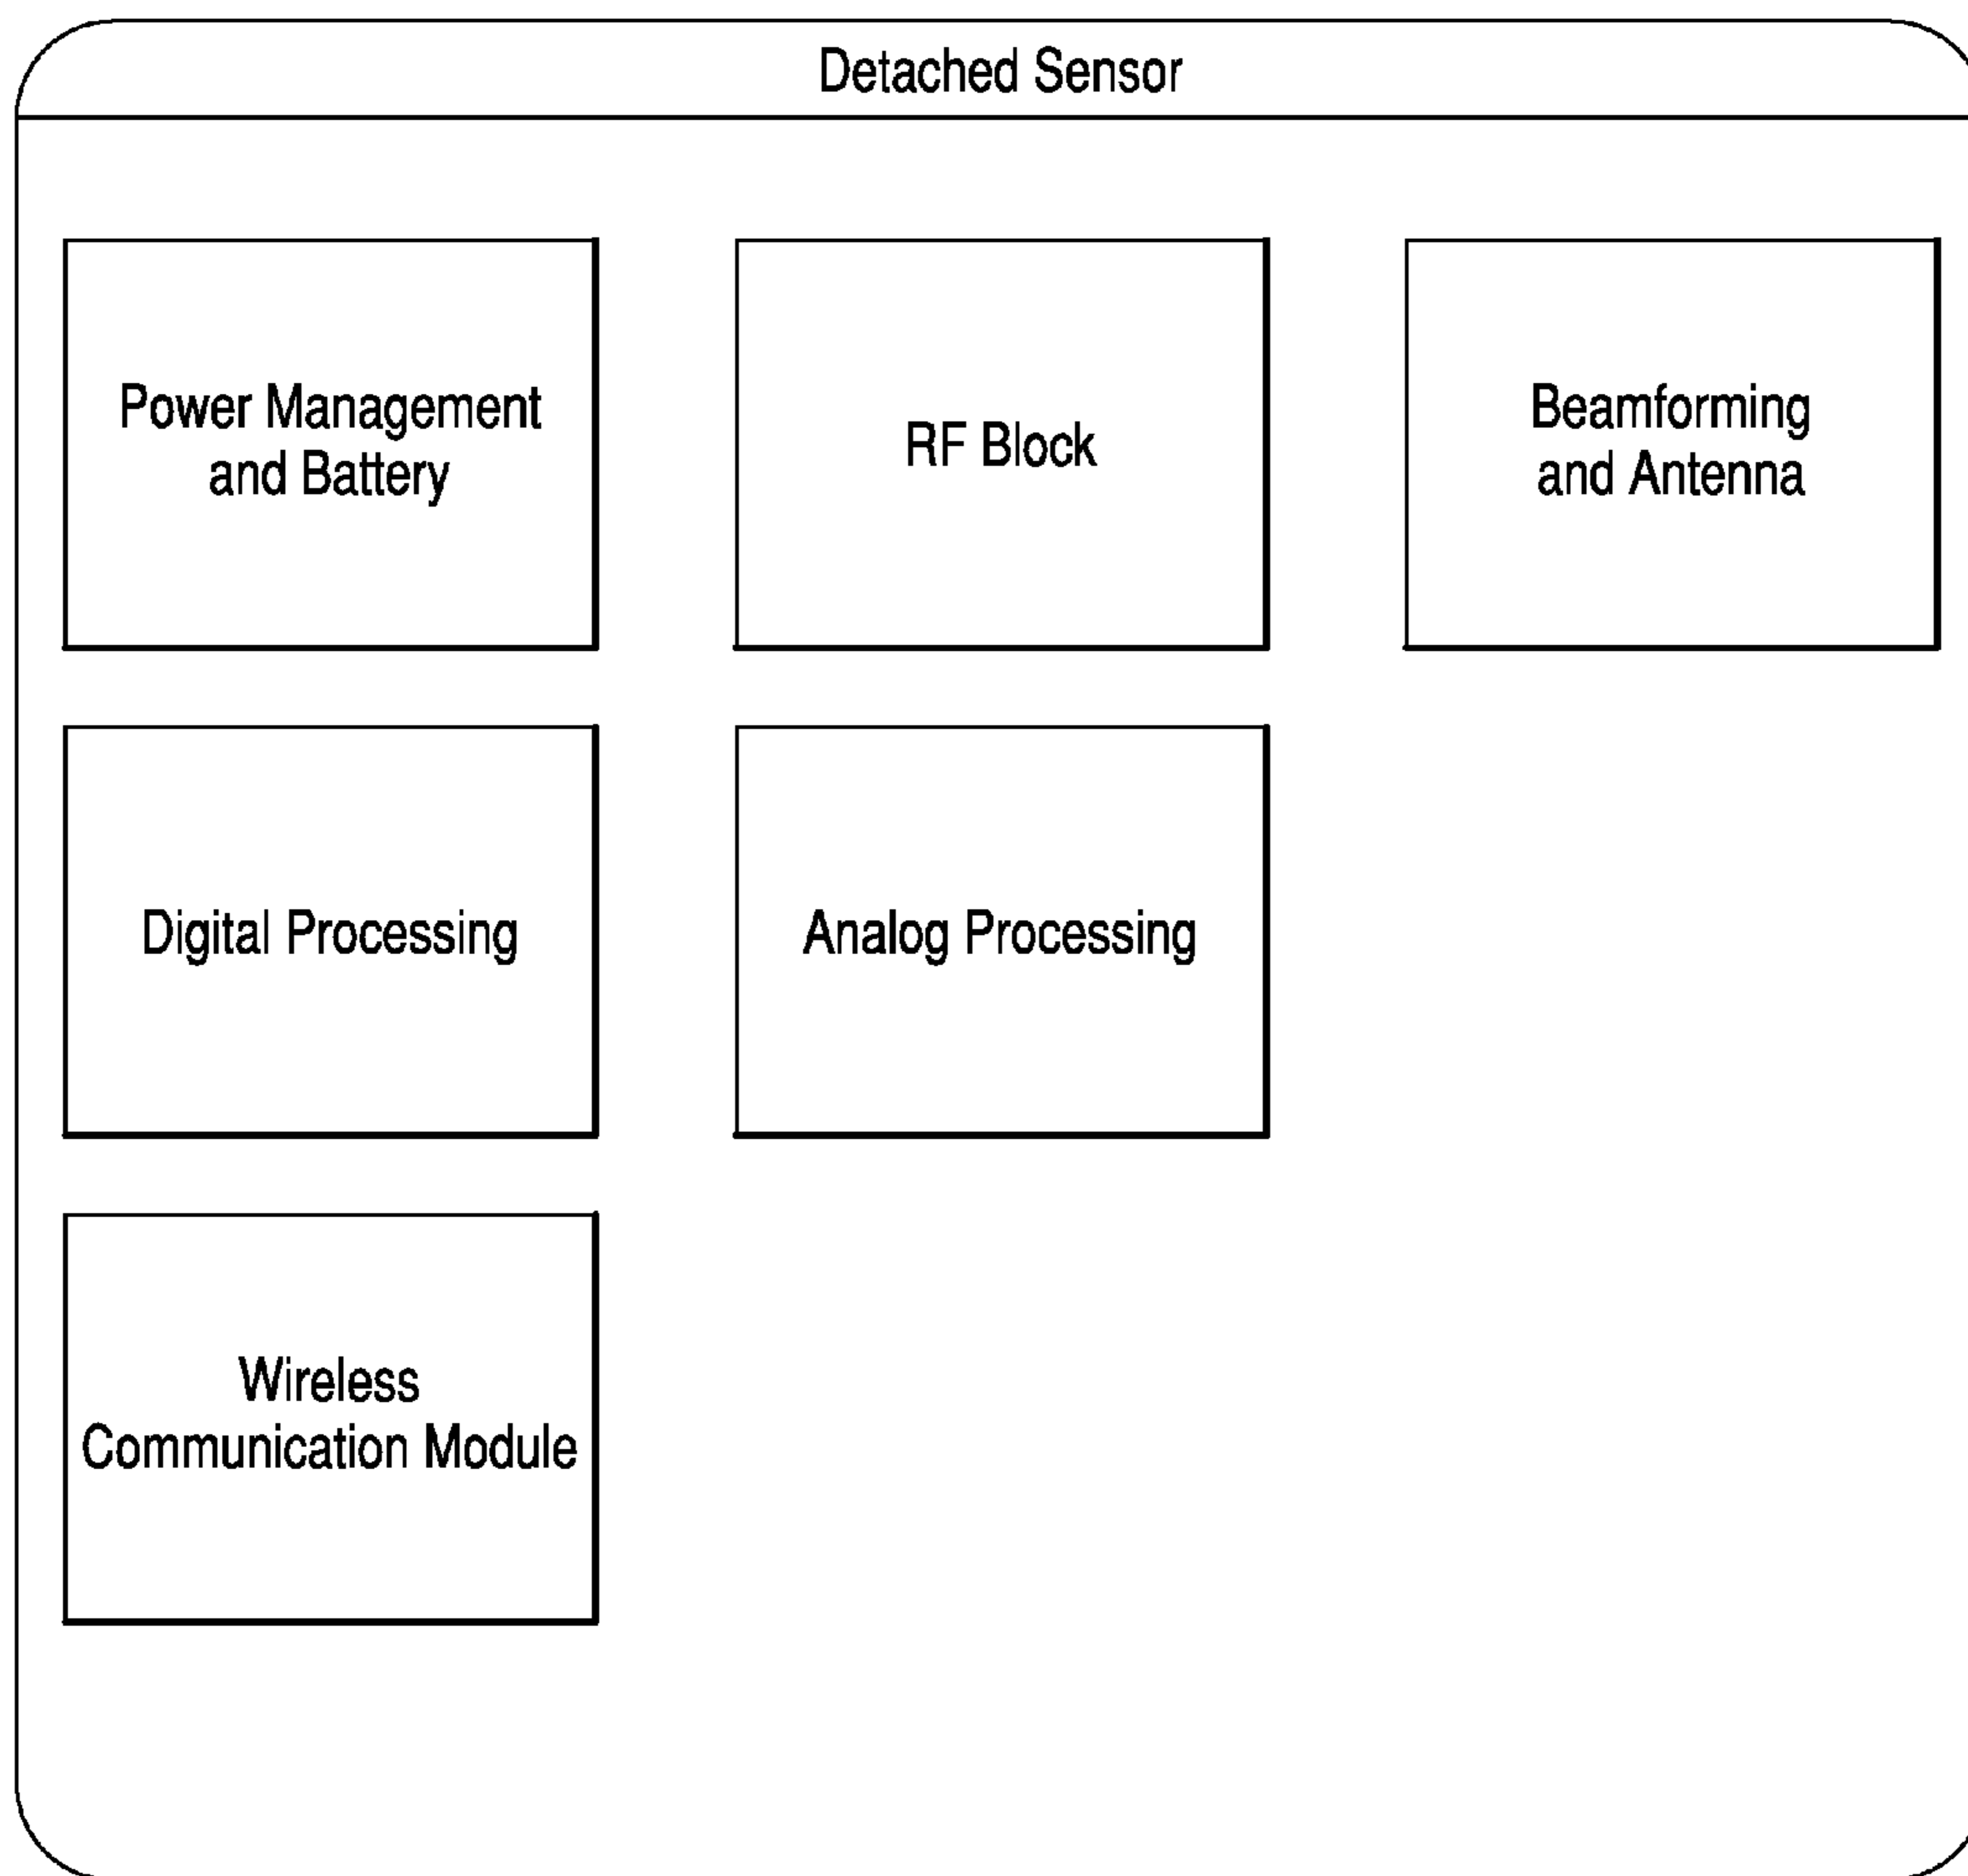 Detached Sensor
Power Management
and Battery
RF Block
Beamforming
and Antenna
Digital Processing
Analog Processing
Wireless
Communication Module